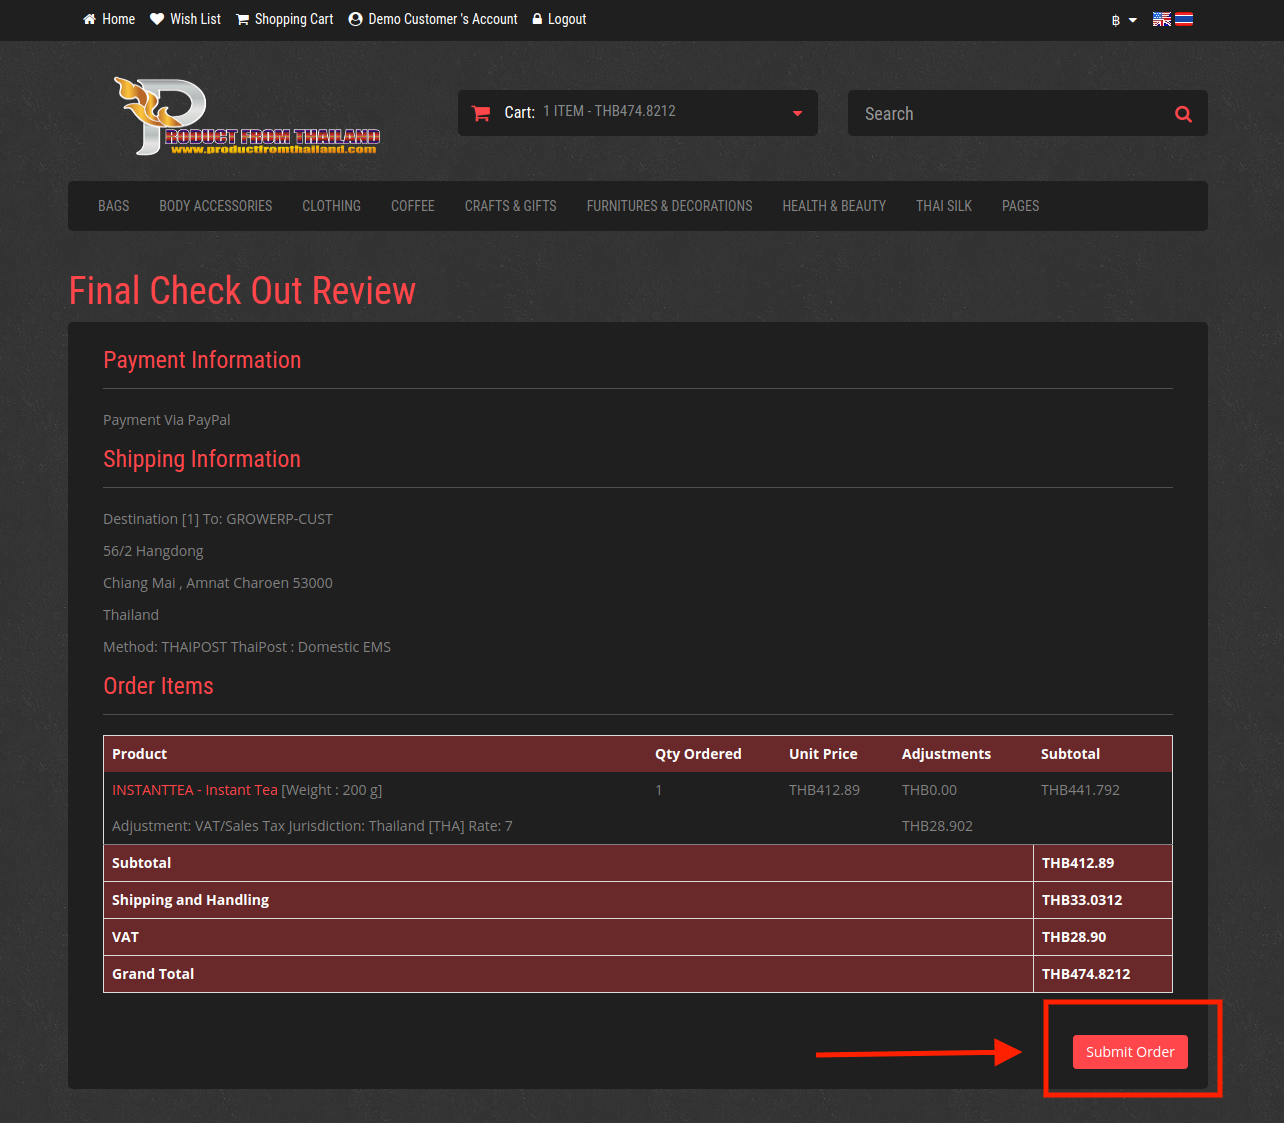 Home Wish List Shopping Cart Demo Customer 's Account Logout ฿
PRODUCT FROM THAILAND
www.productfromthailand.com
Cart: 1 ITEM - THB474.8212
Search
BAGS BODY ACCESSORIES CLOTHING COFFEE CRAFTS & GIFTS FURNITURES & DECORATIONS HEALTH & BEAUTY THAI SILK PAGES
Final Check Out Review
Payment Information
Payment Via PayPal
Shipping Information
Destination [1] To: GROWERP-CUST
56/2 Hangdong
Chiang Mai , Amnat Charoen 53000
Thailand
Method: THAIPOST ThaiPost : Domestic EMS
Order Items
Product Qty Ordered Unit Price Adjustments Subtotal
INSTANTTEA - Instant Tea [Weight : 200 g] 1 THB412.89 THB0.00 THB441.792
Adjustment: VAT/Sales Tax Jurisdiction: Thailand [THA] Rate: 7 THB28.902
Subtotal THB412.89
Shipping and Handling THB33.0312
VAT THB28.90
Grand Total THB474.8212
Submit Order